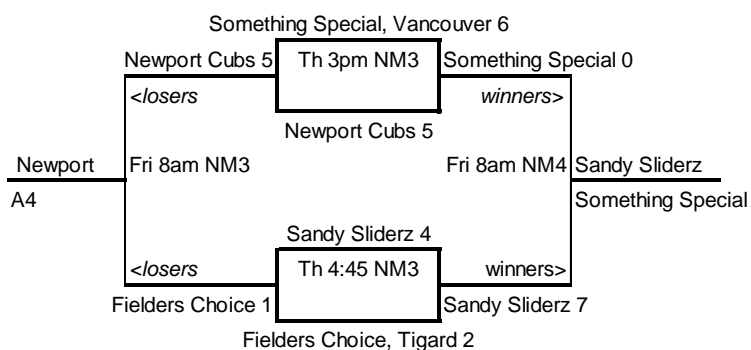 Something Special, Vancouver 6
Newport Cubs 5 Th 3pm NM3 Something Special 0
<losers winners>
Newport Cubs 5
Newport Fri 8am NM3 Fri 8am NM4 Sandy Sliderz
A4 Something Special
Sandy Sliderz 4
<losers Th 4:45 NM3 winners>
Fielders Choice 1 Sandy Sliderz 7
Fielders Choice, Tigard 2